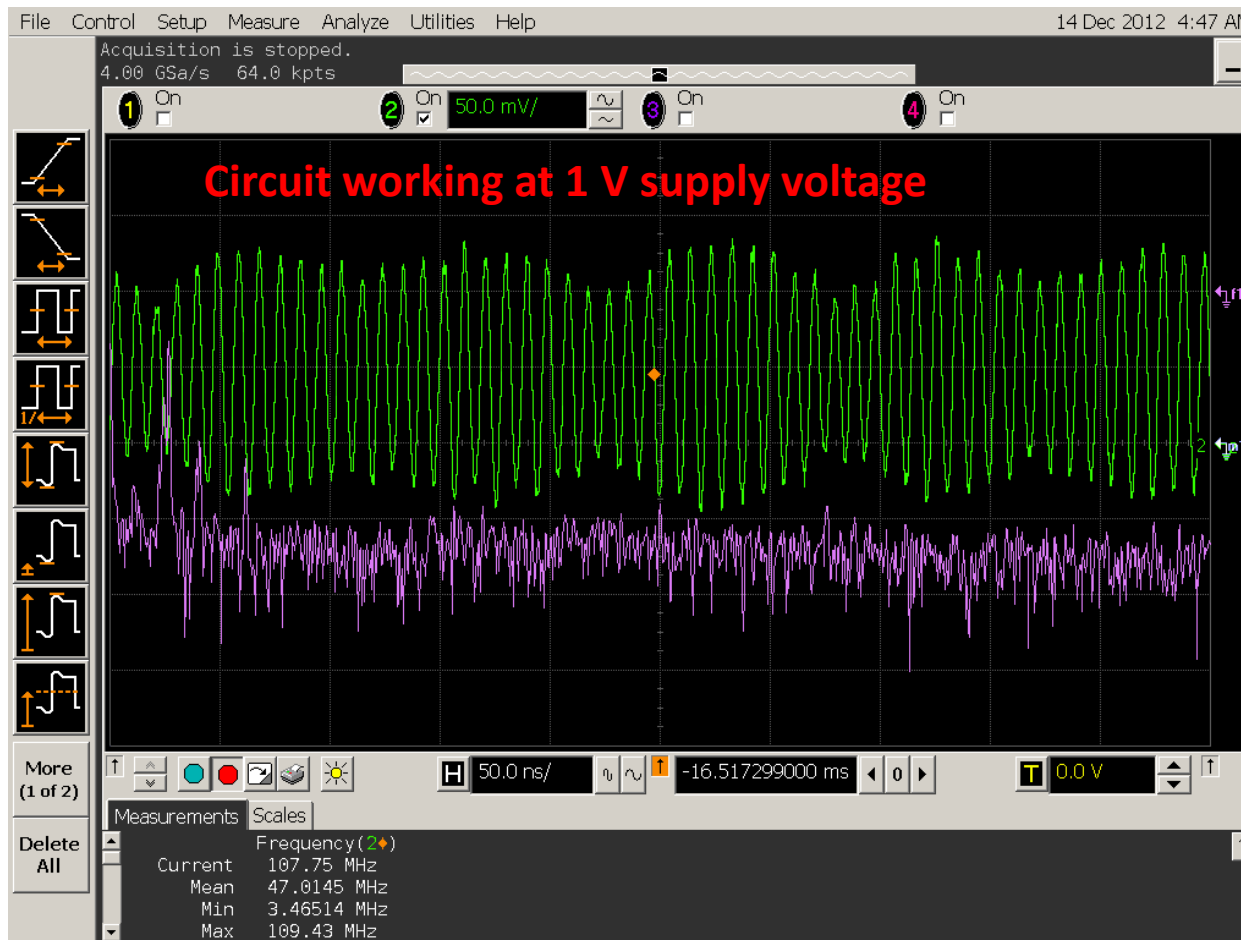 File Control Setup Measure Analyze Utilities Help 14 Dec 2012 4:47 AM
Acquisition is stopped.
4.00 GSa/s 64.0 kpts
1 On 2 On 50.0 mV/ 3 On 4 On
Circuit working at 1 V supply voltage
f1
2
1/
More
(1 of 2)
Delete
All
H 50.0 ns/ -16.517299000 ms 0 T 0.0 V
Measurements Scales
Frequency(2)
Current 107.75 MHz
Mean 47.0145 MHz
Min 3.46514 MHz
Max 109.43 MHz